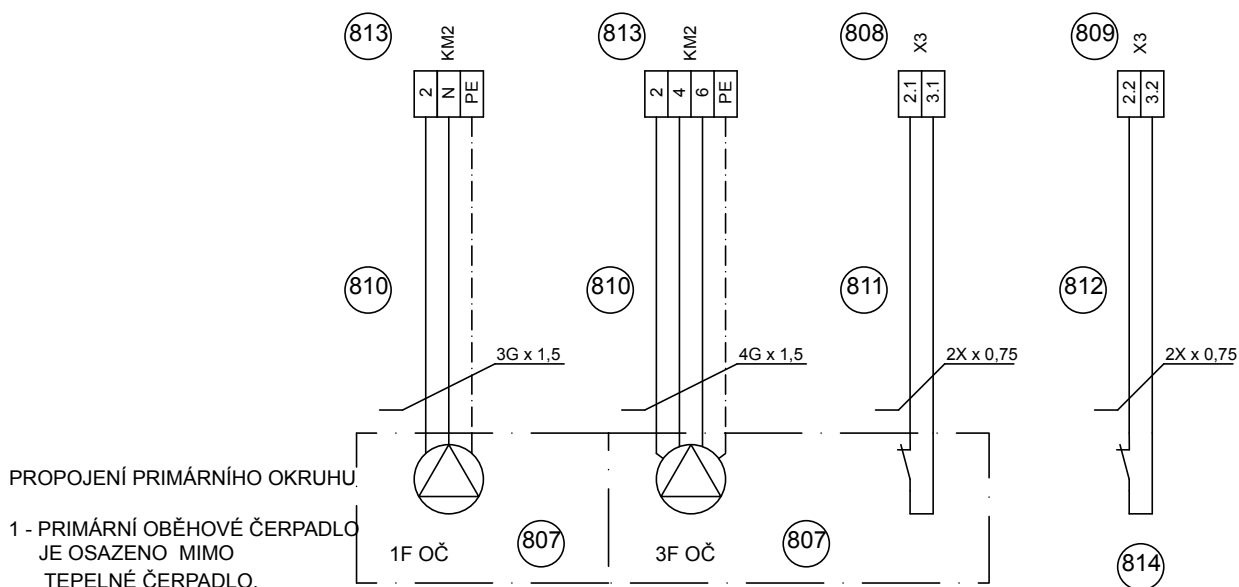 813
KM2
813
KM2
808
X3
809
X3
2
N
PE
2
4
6
PE
2.1
3.1
2.2
3.2
810
810
811
812
3G x 1,5
4G x 1,5
2X x 0,75
2X x 0,75
PROPOJENÍ PRIMÁRNÍHO OKRUHU
1 - PRIMÁRNÍ OBĚHOVÉ ČERPADLO
JE OSAZENO MIMO
TEPELNÉ ČERPADLO.
1F OČ
807
3F OČ
807
814